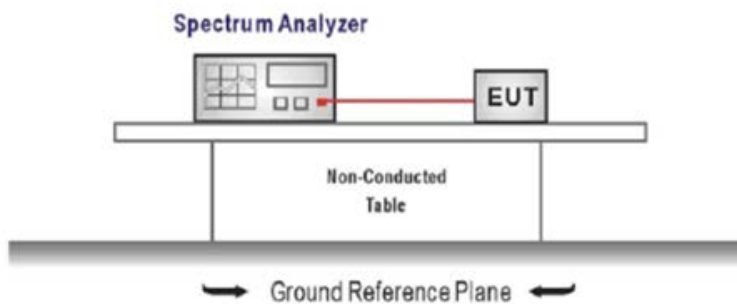 Spectrum Analyzer
EUT
Non-Conducted
Table
Ground Reference Plane